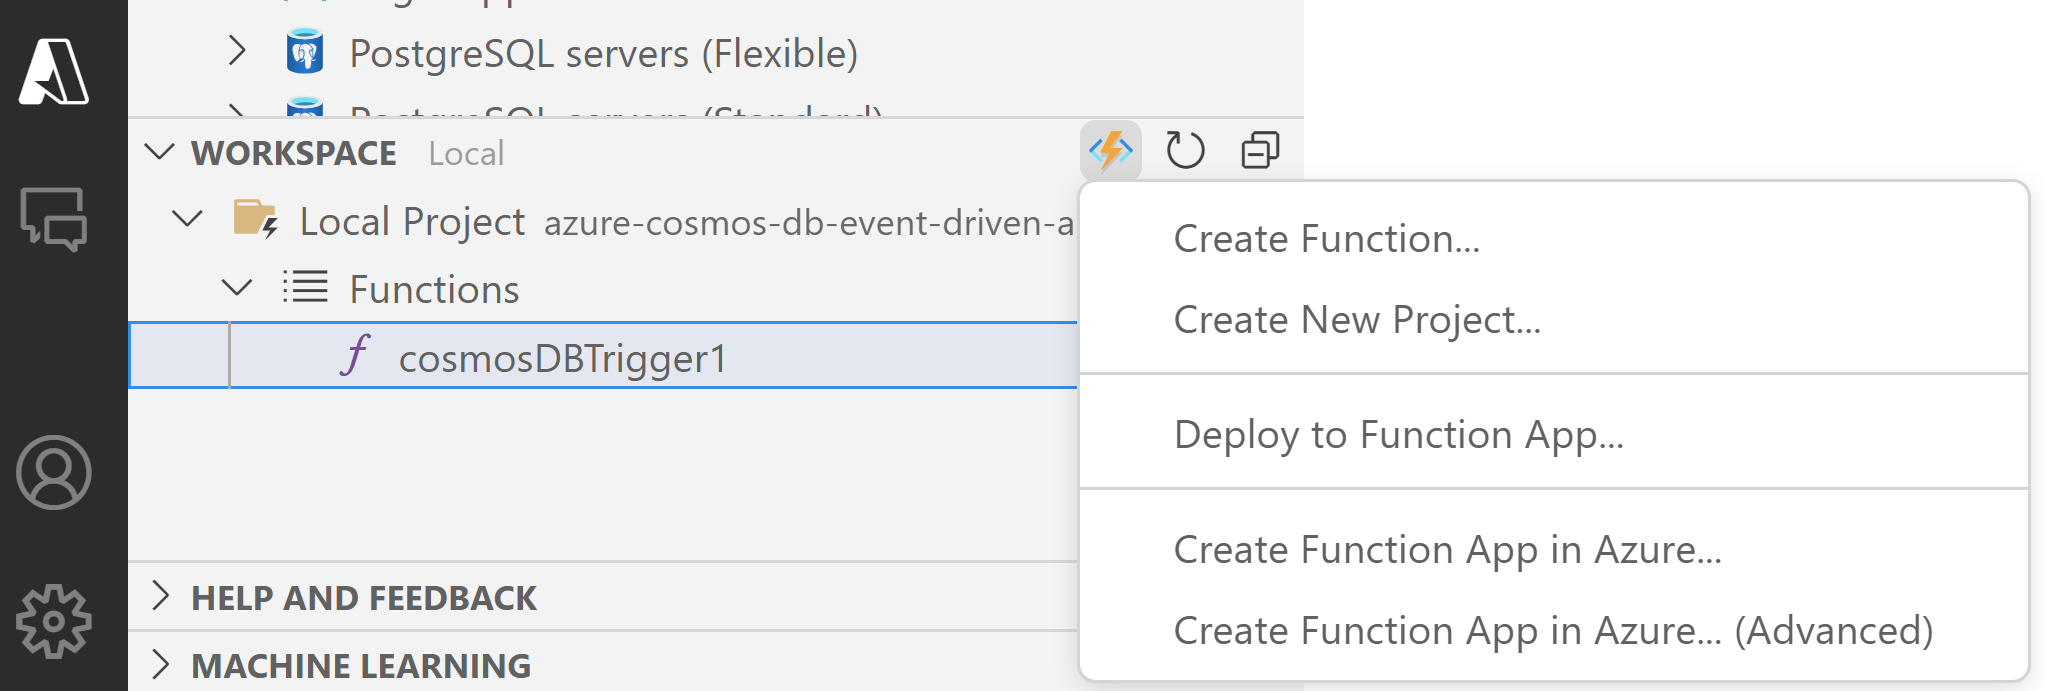 PostgreSQL servers (Flexible)
PostgreSQL servers (Standard)
WORKSPACE Local
Local Project azure-cosmos-db-event-driven-a
Functions
cosmosDBTrigger1
HELP AND FEEDBACK
MACHINE LEARNING
Create Function...
Create New Project...
Deploy to Function App...
Create Function App in Azure...
Create Function App in Azure... (Advanced)